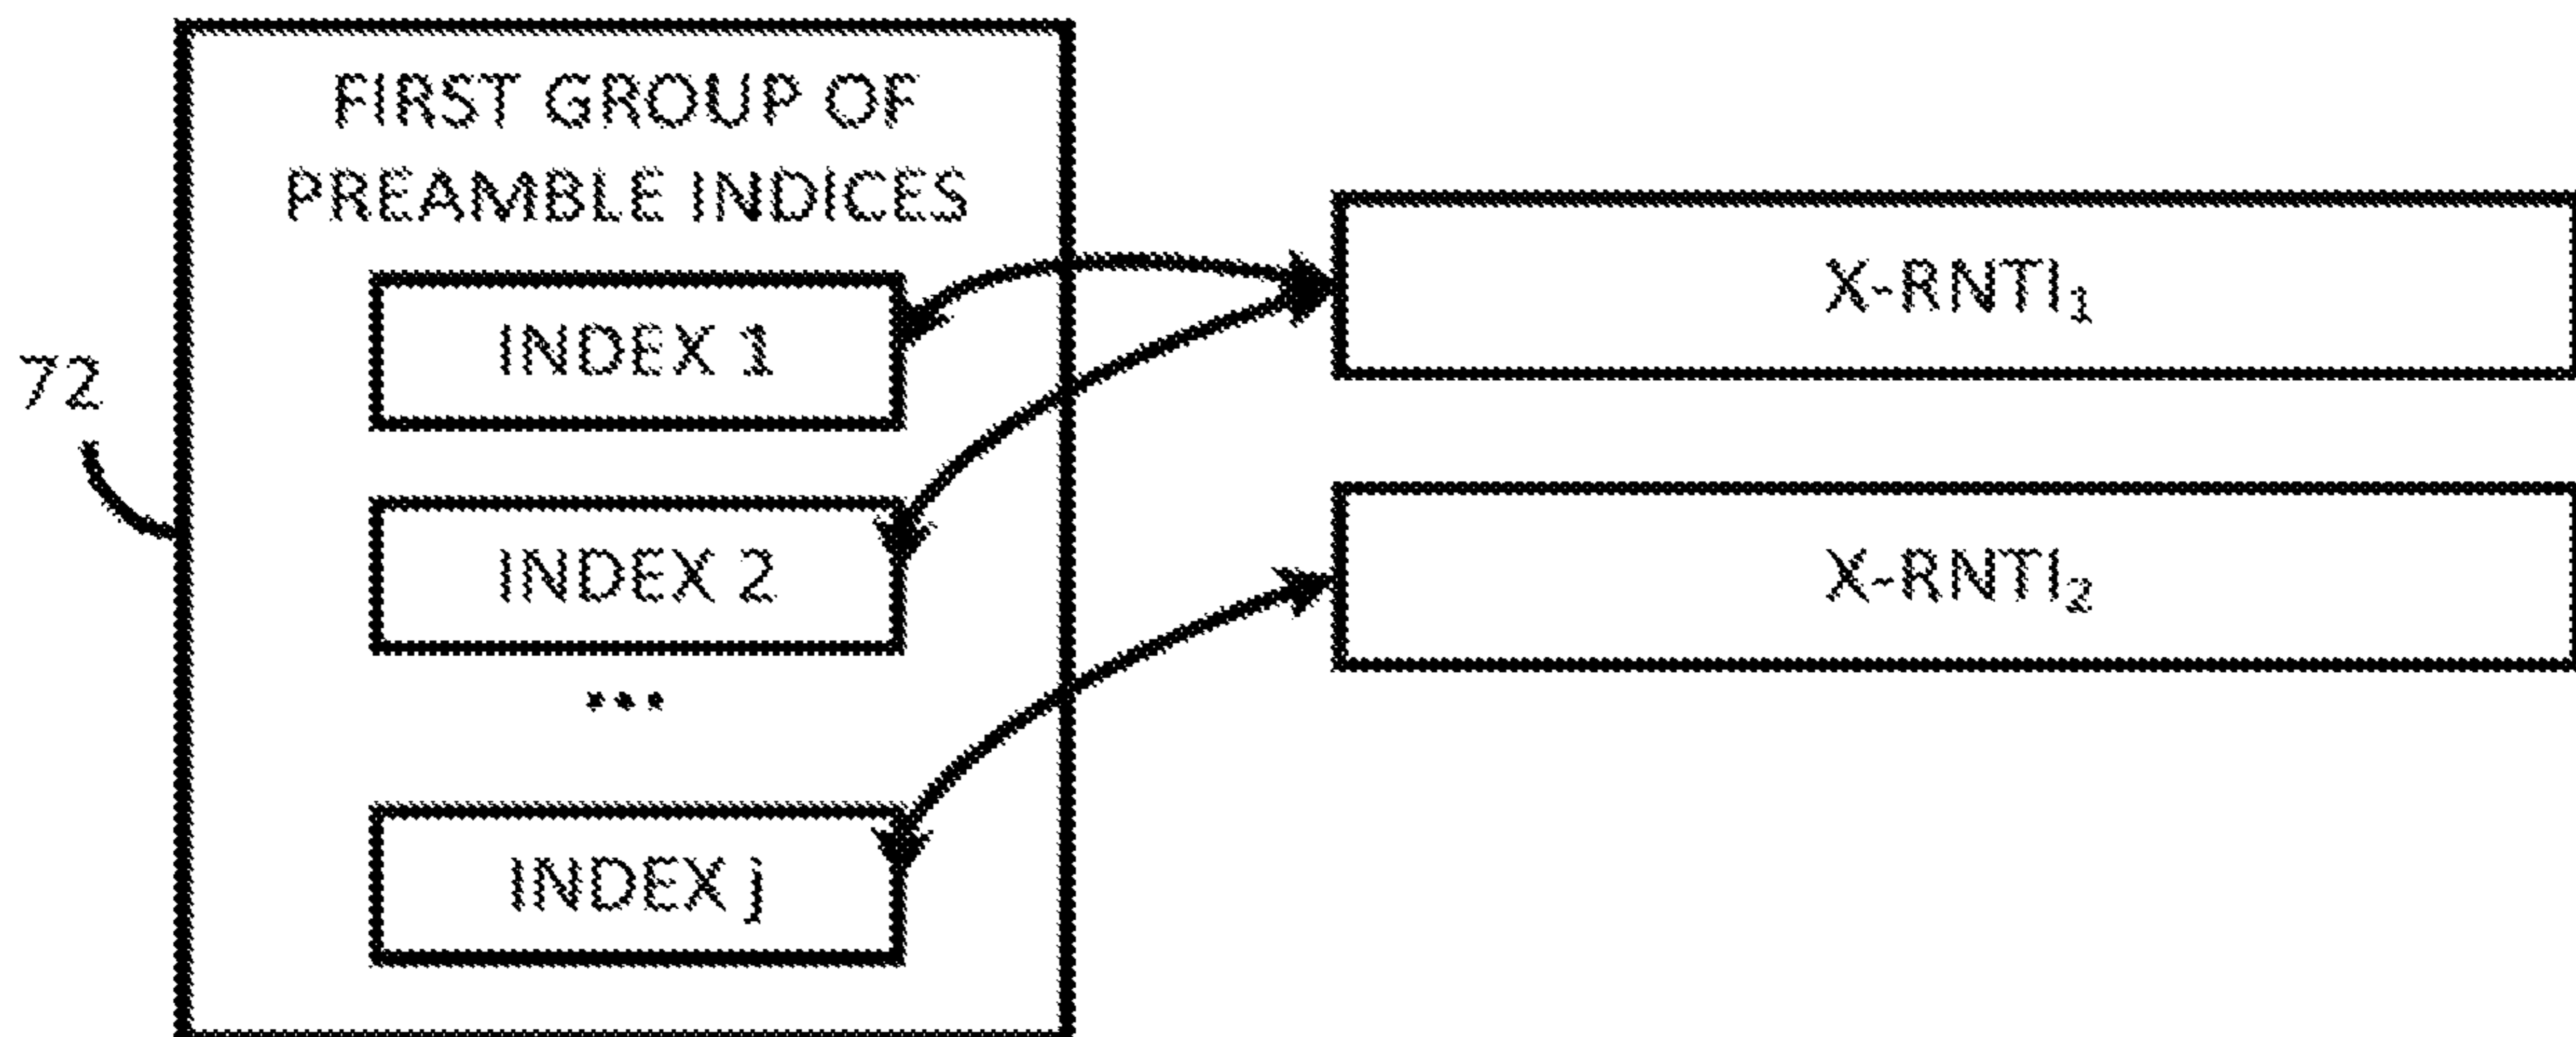 FIRST GROUP OF
PREAMBLE INDICES
INDEX 1
X-RNTI₁
72
INDEX 2
X-RNTI₂
...
INDEX j